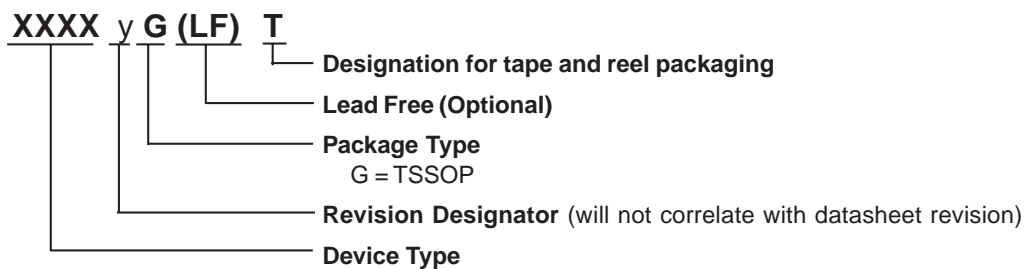 XXXX y G (LF) T
Designation for tape and reel packaging
Lead Free (Optional)
Package Type
G = TSSOP
Revision Designator (will not correlate with datasheet revision)
Device Type